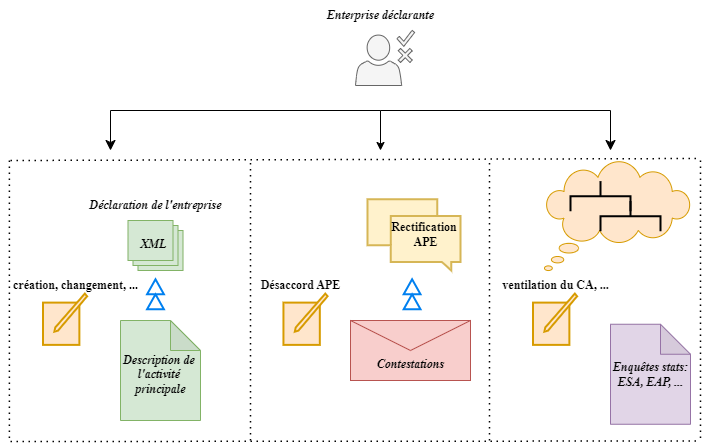 Enterprise déclarante
Déclaration de l'entreprise
XML
création, changement, ...
Description de
l'activité
principale
Rectification
APE
Désaccord APE
Contestations
ventilation du CA, ...
Enquêtes stats:
ESA, EAP, ...